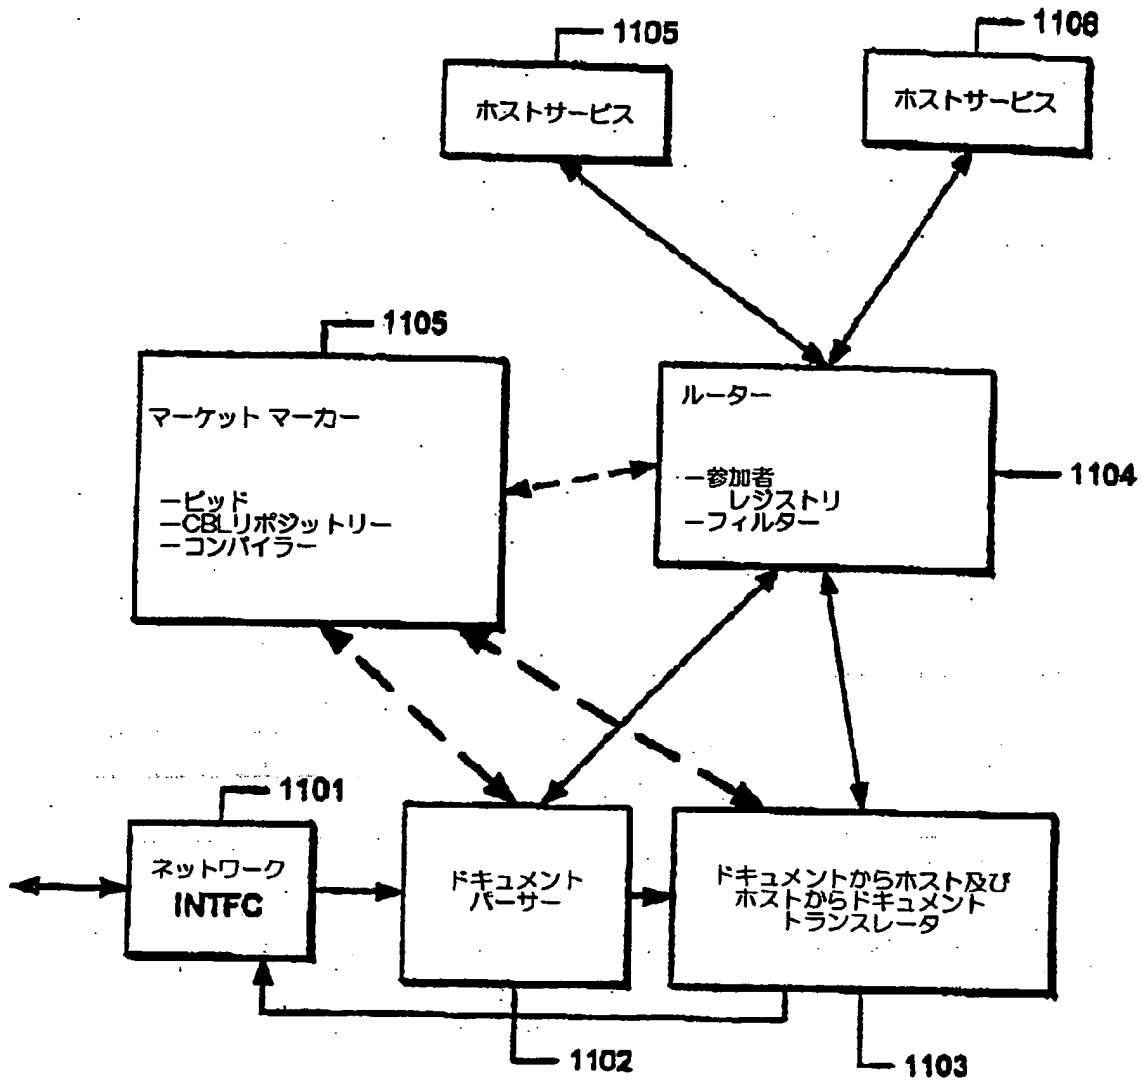 1105
1106
ホストサービス
ホストサービス
1105
マーケット マーカー
ービッド
ーCBLリポジットリー
ーコンパイラー
ルーター
ー参加者
レジストリ
ーフィルター
1104
1101
ネットワーク
INTFC
ドキュメント
パーサー
ドキュメントからホスト及び
ホストからドキュメント
トランスレータ
1102
1103